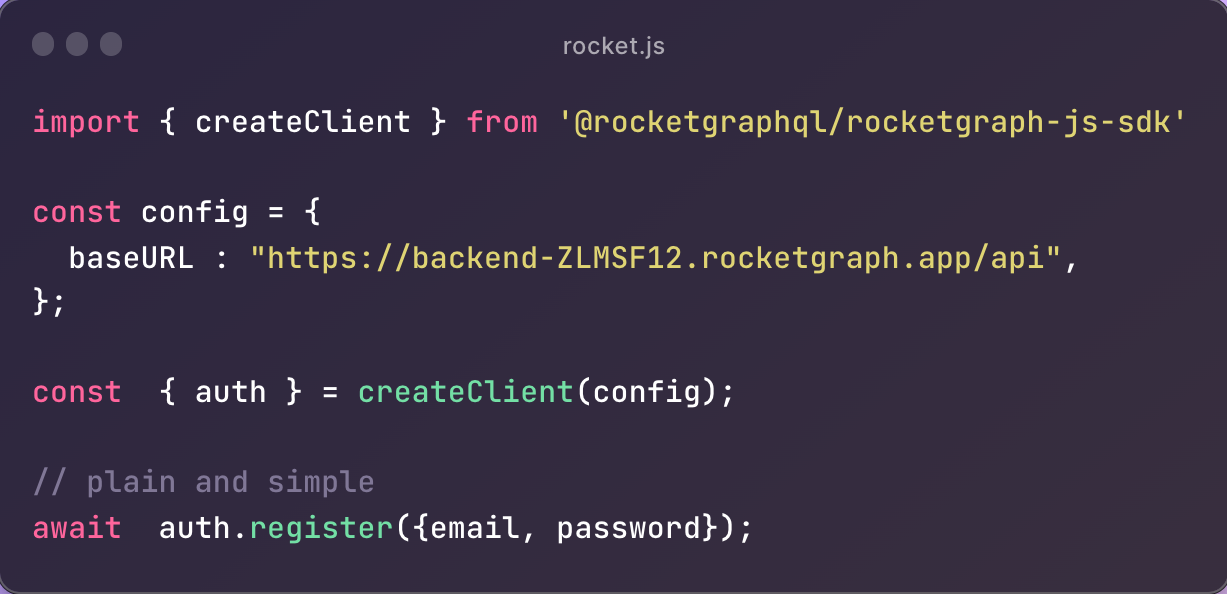 rocket.js
import { createClient } from '@rocketgraphql/rocketgraph-js-sdk'
const config = {
  baseURL : "https://backend-ZLMSF12.rocketgraph.app/api",
};
const  { auth } = createClient(config);
// plain and simple
await  auth.register({email, password});